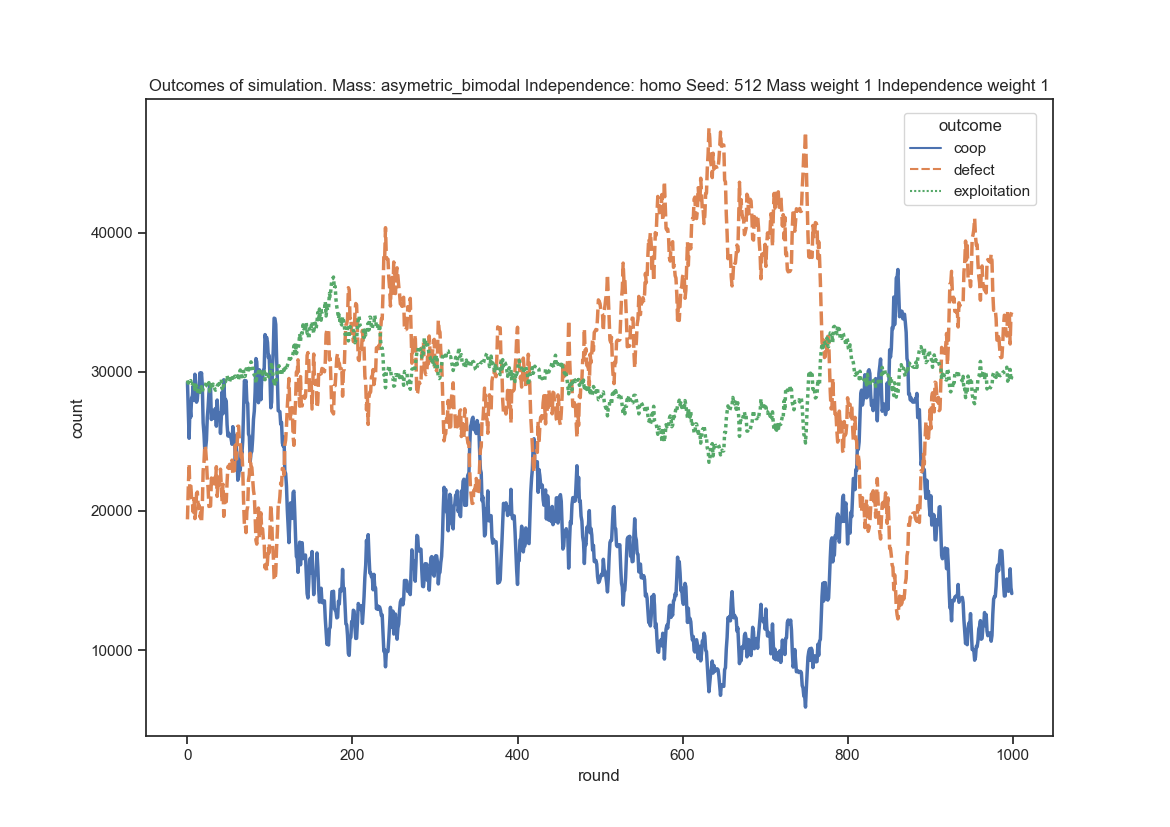 Outcomes of simulation. Mass: asymetric_bimodal Independence: homo Seed: 512 Mass weight 1 Independence weight 1
outcome
coop
defect
exploitation
40000
30000
20000
10000
count
0 200 400 600 800 1000
round